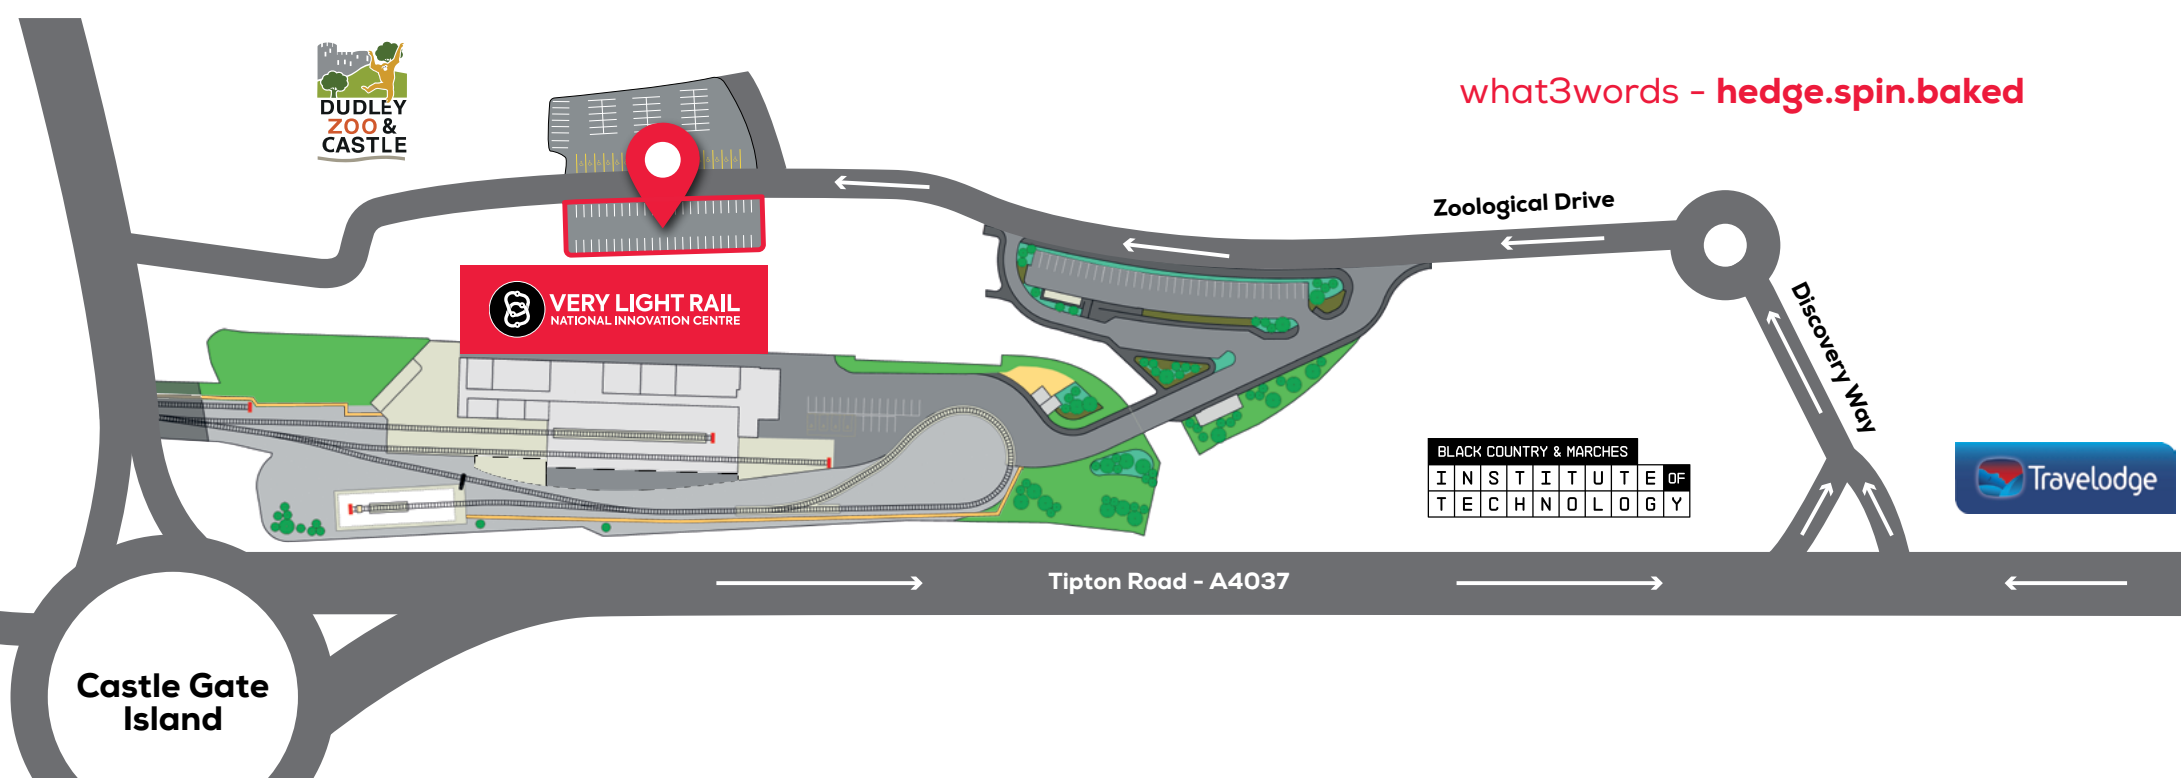 DUDLEY
ZOO &
CASTLE
what3words - hedge.spin.baked
Zoological Drive
Discovery Way
VERY LIGHT RAIL
NATIONAL INNOVATION CENTRE
BLACK COUNTRY & MARCHES
INSTITUTE OF
TECHNOLOGY
Travelodge
Tipton Road - A4037
Castle Gate
Island